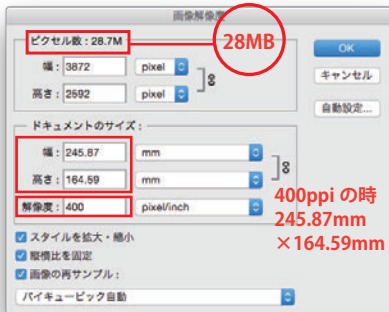 画像解像度
ピクセル数：28.7M
28MB
幅：3872 pixel
高さ：2592 pixel
OK
キャンセル
自動設定...
ドキュメントのサイズ：
幅：245.87 mm
高さ：164.59 mm
解像度：400 pixel/inch
400ppi の時
245.87mm
×164.59mm
スタイルを拡大・縮小
縦横比を固定
画像の再サンプル：
バイキュービック自動